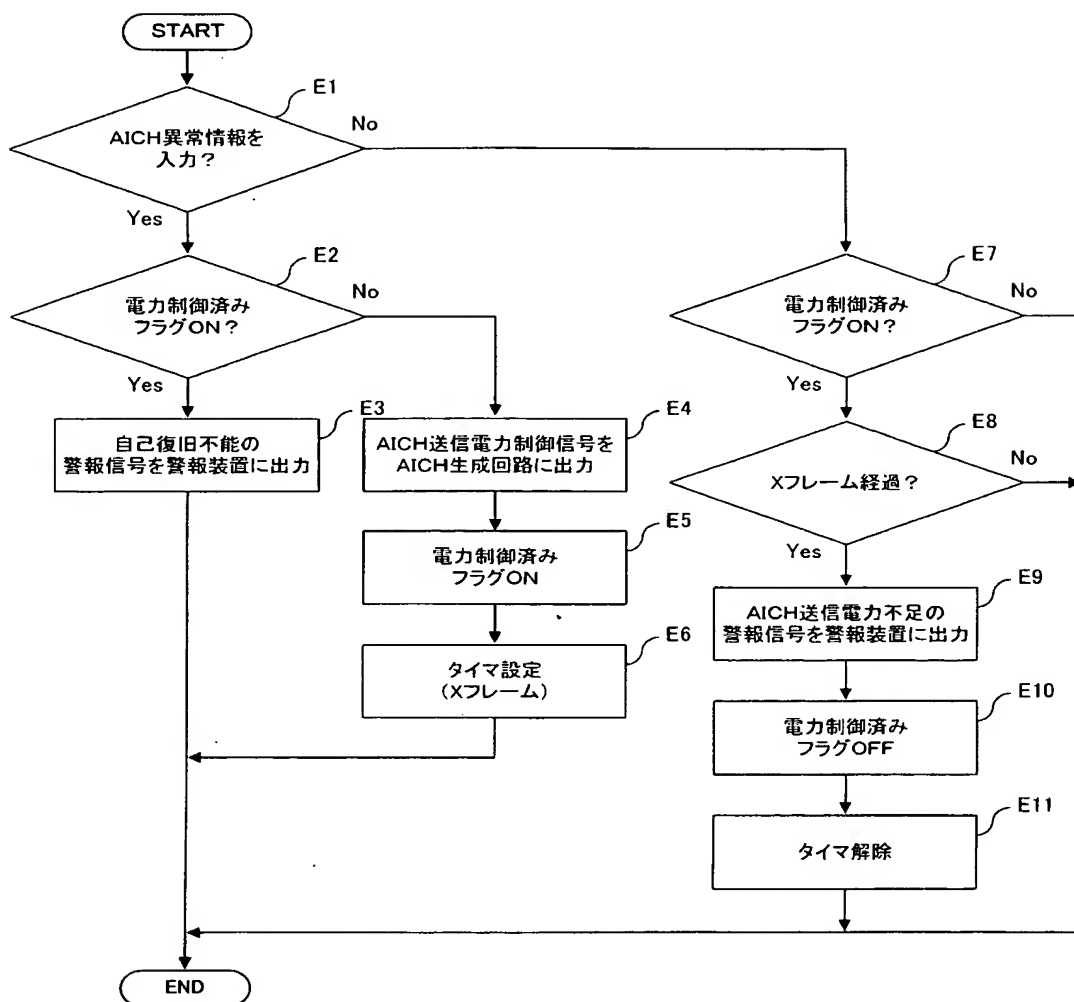 START
E1
AICH異常情報を
入力？
No
Yes
E2
電力制御済み
フラグON？
No
Yes
E7
電力制御済み
フラグON？
No
Yes
E3
自己復旧不能の
警報信号を警報装置に出力
E4
AICH送信電力制御信号を
AICH生成回路に出力
E8
Xフレーム経過？
No
Yes
E5
電力制御済み
フラグON
E9
AICH送信電力不足の
警報信号を警報装置に出力
E6
タイマ設定
(Xフレーム)
E10
電力制御済み
フラグOFF
E11
タイマ解除
END